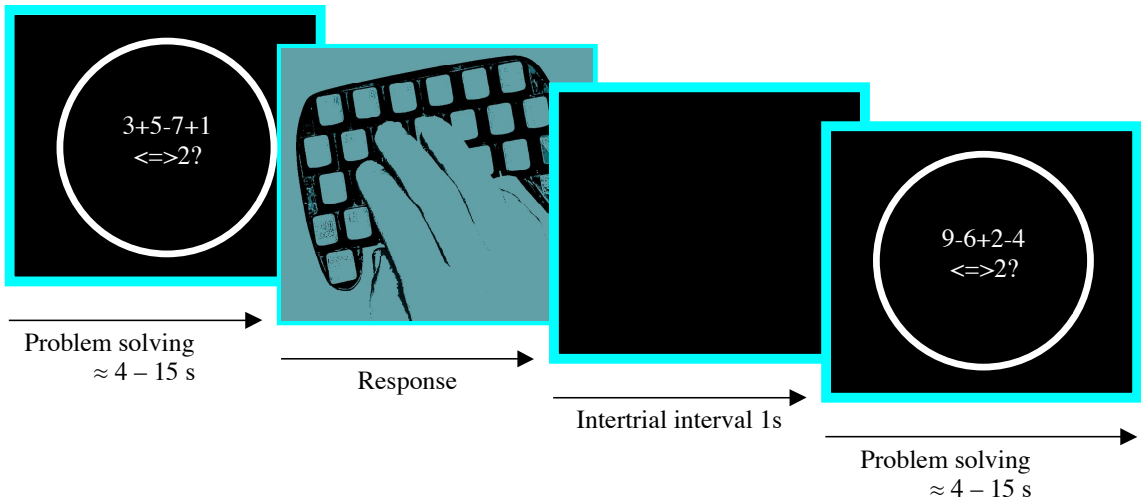 3+5-7+1
<=>2?
Problem solving
≈ 4 – 15 s
Response
Intertrial interval 1s
9-6+2-4
<=>2?
Problem solving
≈ 4 – 15 s